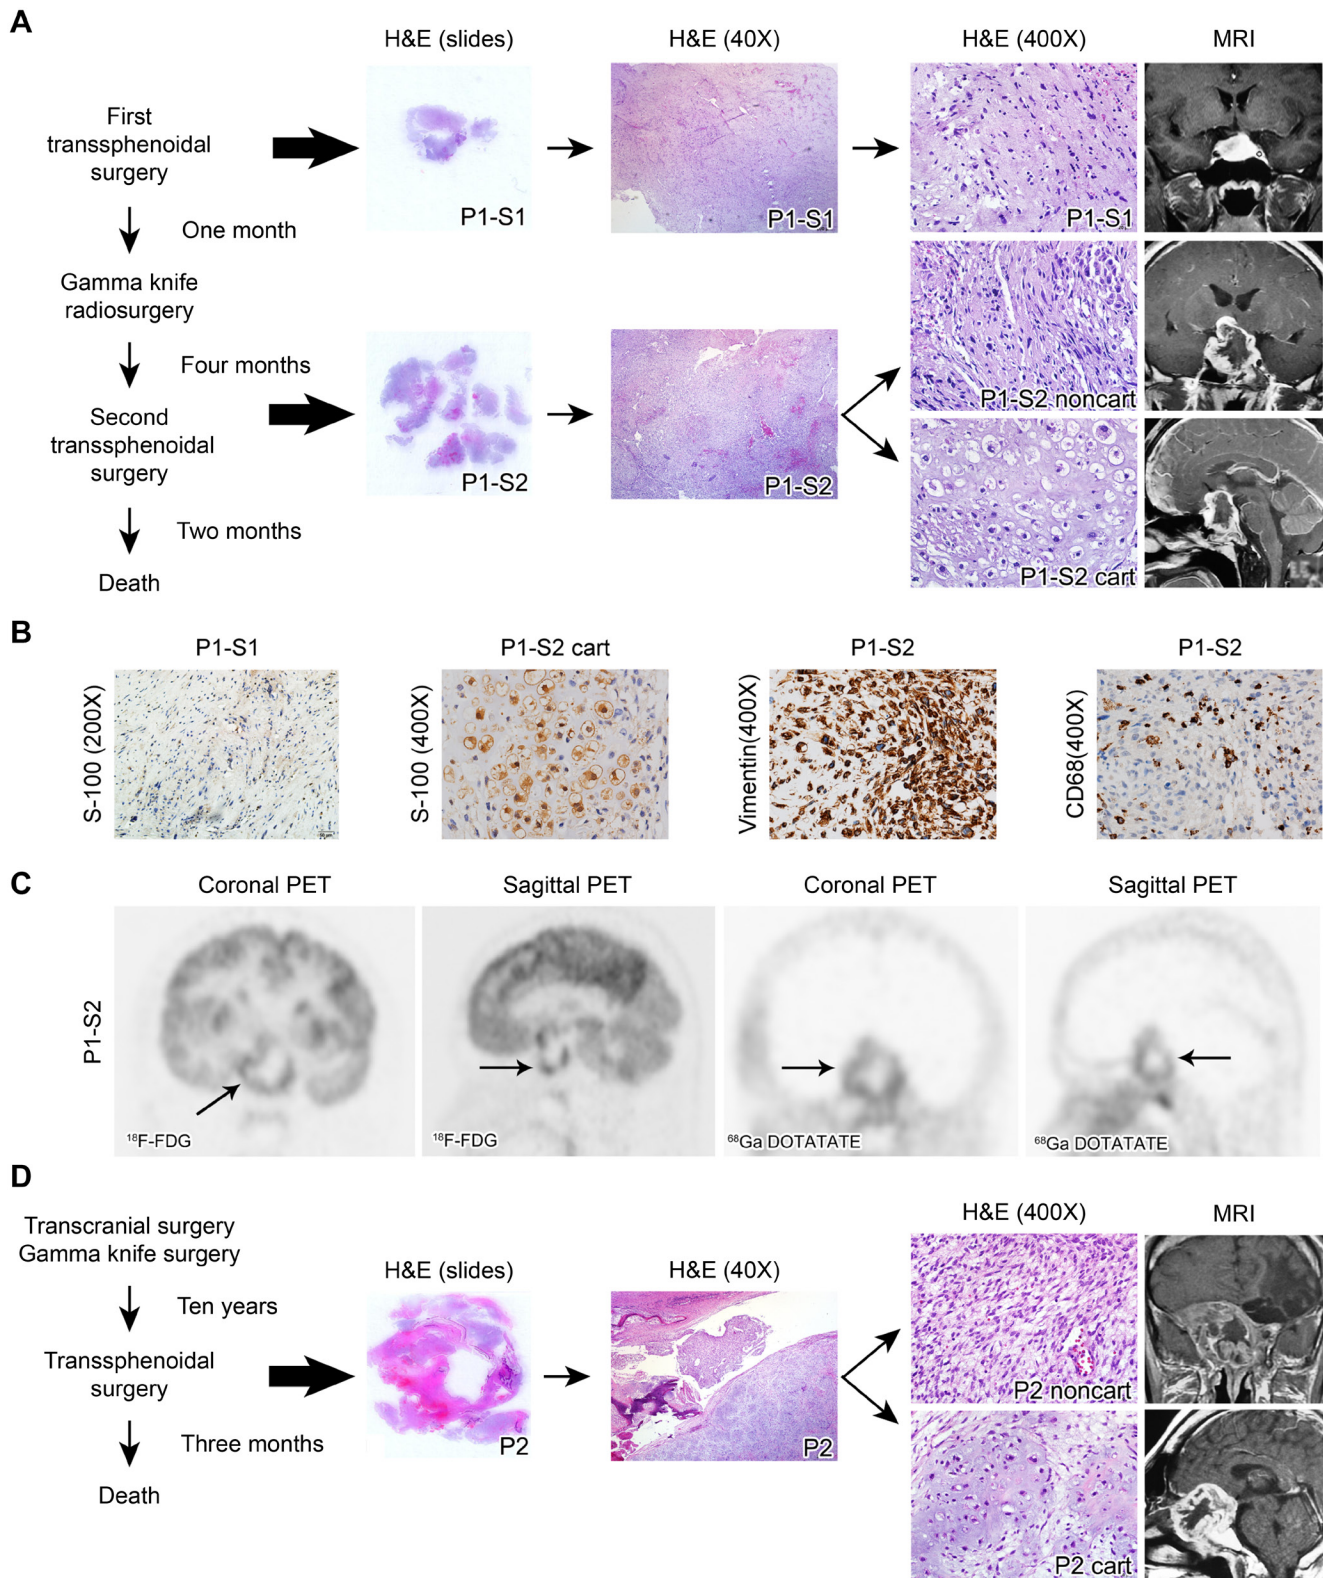 A
H&E (slides)
H&E (40X)
H&E (400X)
MRI
First
transsphenoidal
surgery
P1-S1
P1-S1
P1-S1
One month
Gamma knife
radiosurgery
Four months
Second
transsphenoidal
surgery
P1-S2
P1-S2
P1-S2 noncart
P1-S2 cart
Two months
Death
B
P1-S1
P1-S2 cart
P1-S2
P1-S2
S-100 (200X)
S-100 (400X)
Vimentin(400X)
CD68(400X)
C
Coronal PET
Sagittal PET
Coronal PET
Sagittal PET
P1-S2
¹⁸F-FDG
¹⁸F-FDG
⁶⁸Ga DOTATATE
⁶⁸Ga DOTATATE
D
Transcranial surgery
Gamma knife surgery
H&E (slides)
H&E (40X)
H&E (400X)
MRI
Ten years
Transsphenoidal
surgery
P2
P2
P2 noncart
P2 cart
Three months
Death